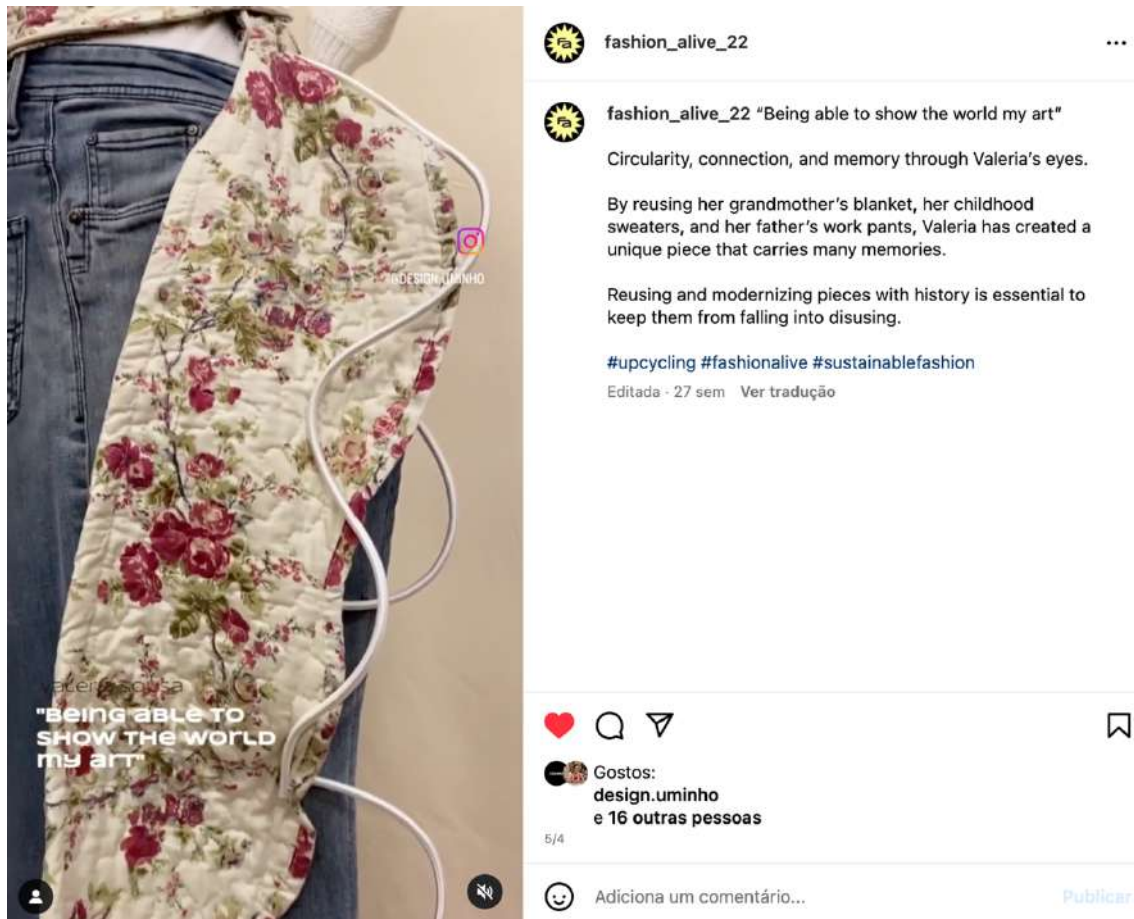 @DESIGN.UMINHO
valeria sousa
"Being able to
show the world
my art"
Fa
fashion_alive_22
Fa
fashion_alive_22 “Being able to show the world my art”
Circularity, connection, and memory through Valeria’s eyes.
By reusing her grandmother’s blanket, her childhood
sweaters, and her father’s work pants, Valeria has created a
unique piece that carries many memories.
Reusing and modernizing pieces with history is essential to
keep them from falling into disusing.
#upcycling #fashionalive #sustainablefashion
Editada · 27 sem Ver tradução
Gostos:
design.uminho
e 16 outras pessoas
5/4
Adiciona um comentário...
Publicar